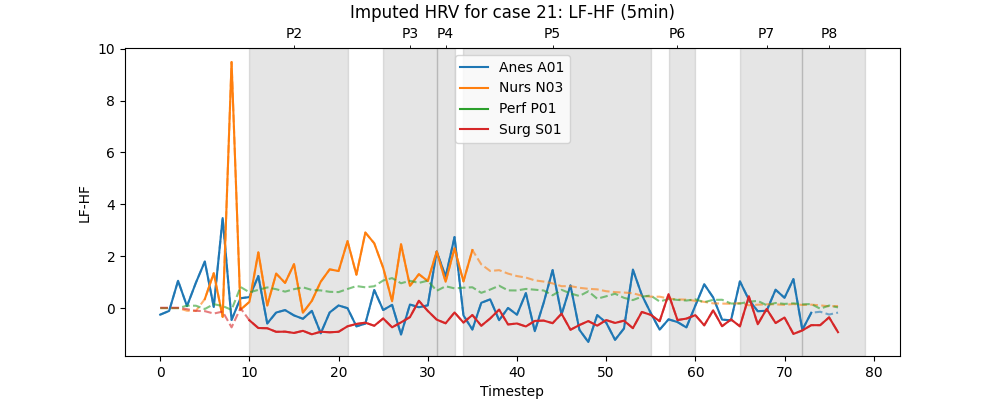 Imputed HRV for case 21: LF-HF (5min)
P2 P3 P4 P5 P6 P7 P8
10
8
6
4
2
0
LF-HF
Anes A01
Nurs N03
Perf P01
Surg S01
0 10 20 30 40 50 60 70 80
Timestep